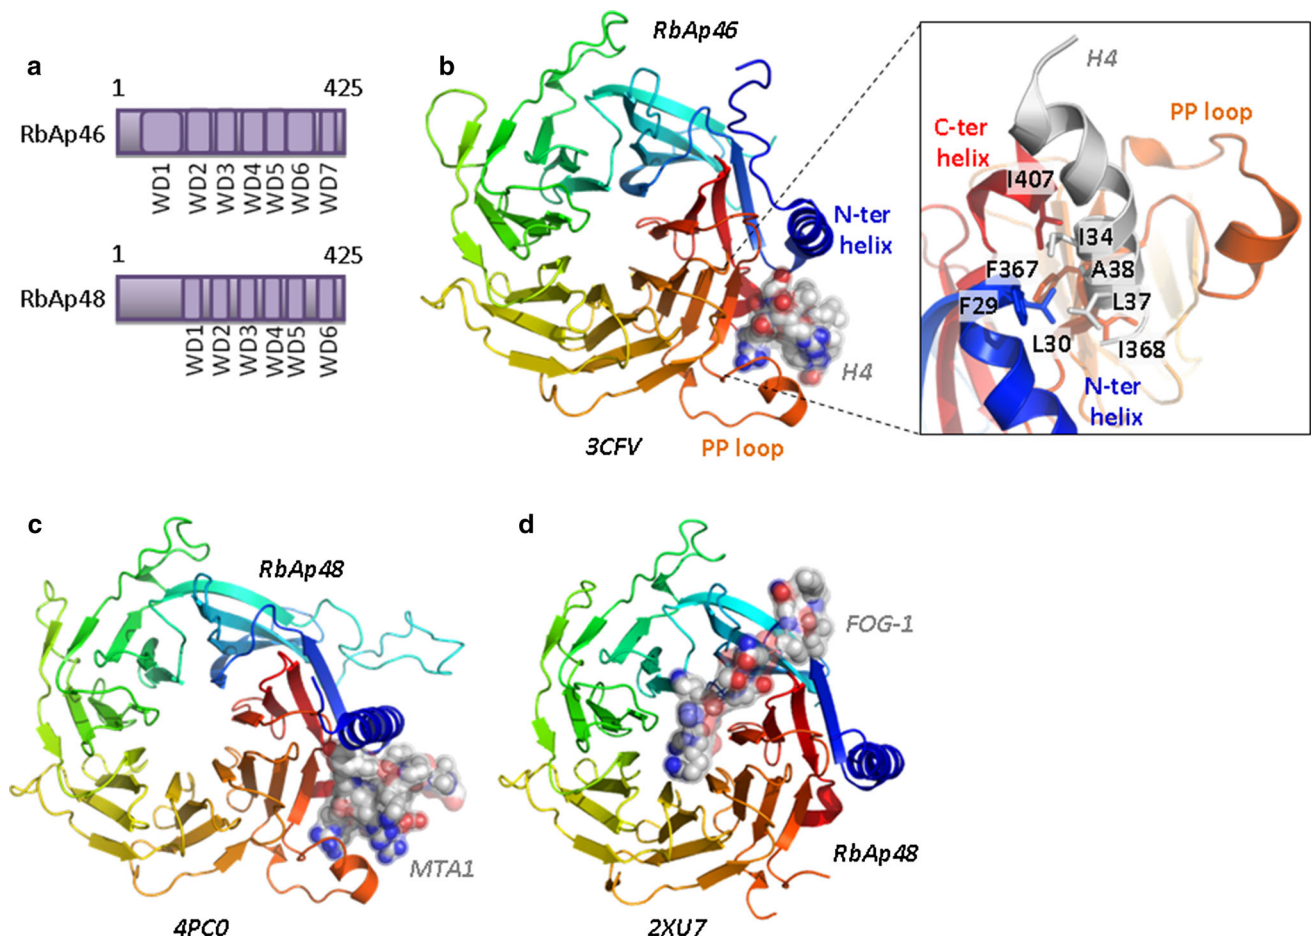 a
1 425
RbAp46
WD1 WD2 WD3 WD4 WD5 WD6 WD7
1 425
RbAp48
WD1 WD2 WD3 WD4 WD5 WD6
b
RbAp46
N-ter
helix
H4
3CFV
PP loop
H4
C-ter
helix
PP loop
I407
I34
F367
A38
F29
L37
L30
I368
N-ter
helix
c
RbAp48
MTA1
4PC0
d
FOG-1
RbAp48
2XU7